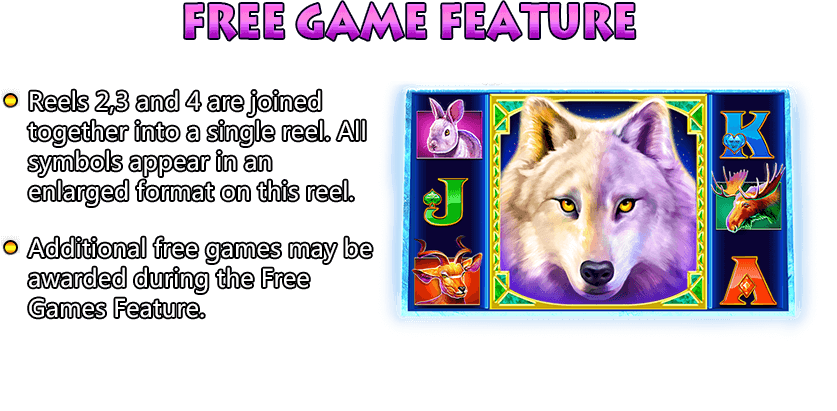 FREE GAME FEATURE
Reels 2,3 and 4 are joined
together into a single reel. All
symbols appear in an
enlarged format on this reel.
Additional free games may be
awarded during the Free
Games Feature.
K
J
A